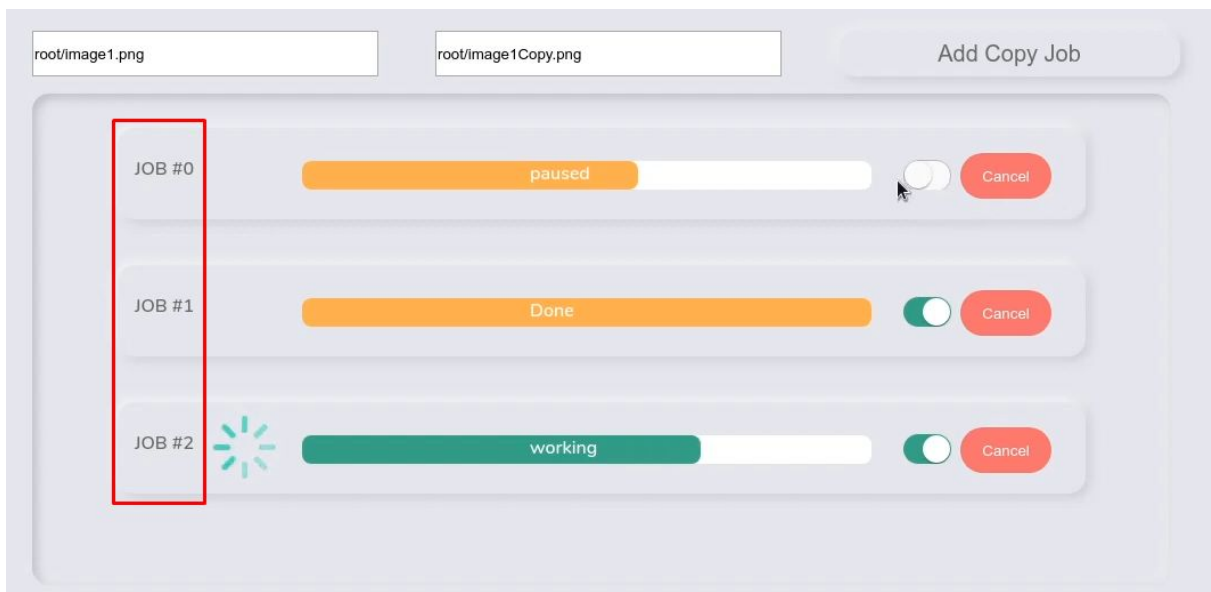 root/image1.png
root/image1Copy.png
Add Copy Job
JOB #0
paused
Cancel
JOB #1
Done
Cancel
JOB #2
working
Cancel